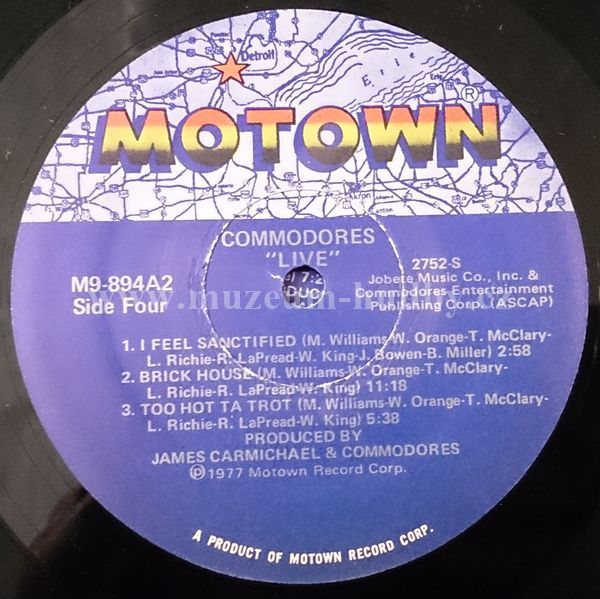 Detroit
Erie
MOTOWN®
Akron
Canton
COMMODORES
"LIVE"
M9-894A2
Side Four
2752-S
Jobete Music Co., Inc. &
Commodores Entertainment
Publishing Corp. (ASCAP)
1. I FEEL SANCTIFIED (M. Williams-W. Orange-T. McClary-
L. Richie-R. LaPread-W. King-J. Bowen-B. Miller) 2:58
2. BRICK HOUSE (M. Williams-W. Orange-T. McClary-
L. Richie-R. LaPread-W. King) 11:18
3. TOO HOT TA TROT (M. Williams-W. Orange-T. McClary-
L. Richie-R. LaPread-W. King) 5:38
PRODUCED BY
JAMES CARMICHAEL & COMMODORES
℗1977 Motown Record Corp.
A PRODUCT OF MOTOWN RECORD CORP.